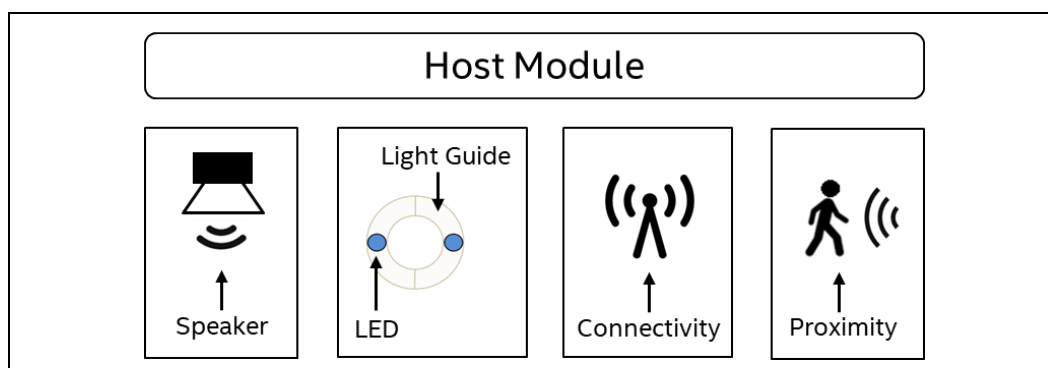 Host Module
Light Guide
Speaker
LED
Connectivity
Proximity